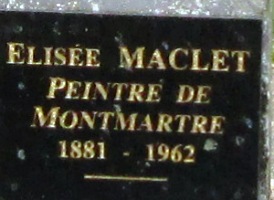 ELISÉE MACLET
PEINTRE DE
MONTMARTRE
1881 - 1962